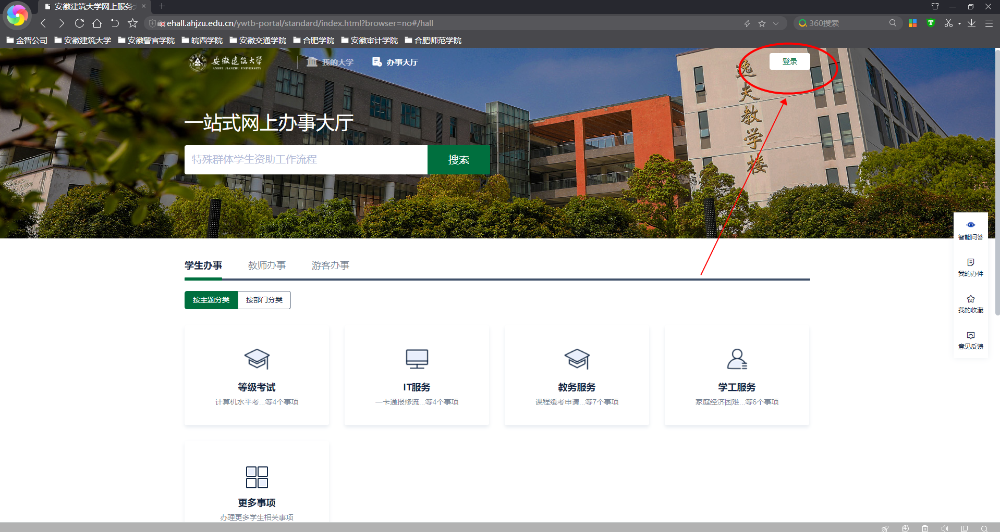 安徽建筑大学网上服务
ehall.ahjzu.edu.cn/ywtb-portal/standard/index.html?browser=no#/hall
360搜索
金智公司 安徽建筑大学 安徽警官学院 皖西学院 安徽交通学院 合肥学院 安徽审计学院 合肥师范学院
安徽建筑大学
ANHUI JIANZHU UNIVERSITY
我的大学
办事大厅
登录
逸夫教学楼
一站式网上办事大厅
特殊群体学生资助工作流程
搜索
智能问答
我的办件
我的收藏
意见反馈
学生办事 教师办事 游客办事
按主题分类 按部门分类
等级考试
计算机水平考...等4个事项
IT服务
一卡通报修流...等4个事项
教务服务
课程缓考申请...等7个事项
学工服务
家庭经济困难...等6个事项
更多事项
办理更多学生相关事项